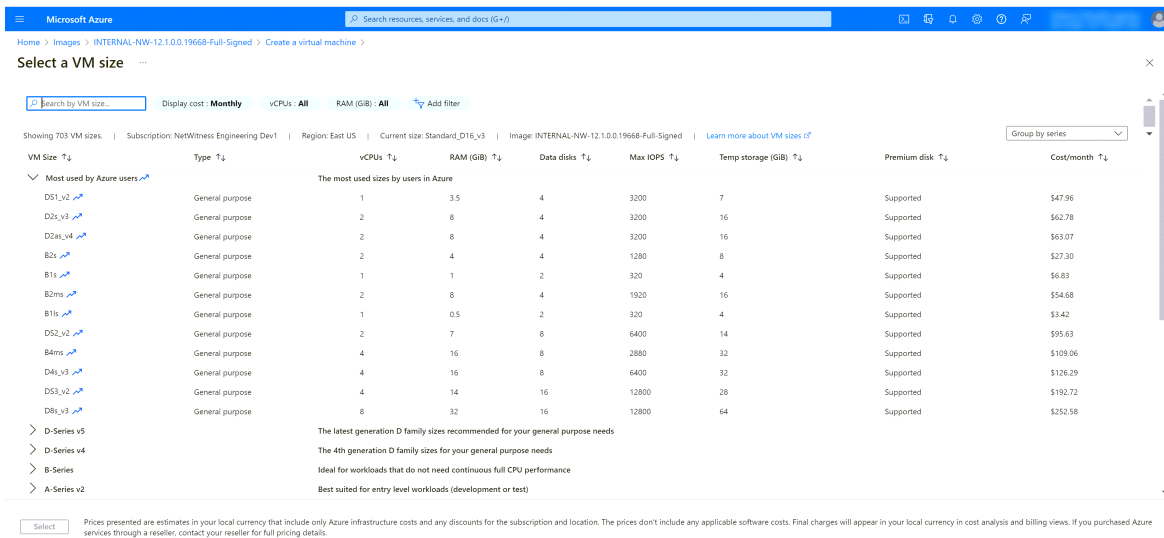 Microsoft Azure
Search resources, services, and docs (G+/)
Home > Images > INTERNAL-NW-12.1.0.0.19668-Full-Signed > Create a virtual machine >
Select a VM size ...
Search by VM size...
Display cost : Monthly
vCPUs : All
RAM (GiB) : All
Add filter
Showing 703 VM sizes. | Subscription: NetWitness Engineering Dev1 | Region: East US | Current size: Standard_D16_v3 | Image: INTERNAL-NW-12.1.0.0.19668-Full-Signed | Learn more about VM sizes
Group by series
VM Size ↑↓ Type ↑↓ vCPUs ↑↓ RAM (GiB) ↑↓ Data disks ↑↓ Max IOPS ↑↓ Temp storage (GiB) ↑↓ Premium disk ↑↓ Cost/month ↑↓
Most used by Azure users The most used sizes by users in Azure
DS1_v2 General purpose 1 3.5 4 3200 7 Supported $47.96
D2s_v3 General purpose 2 8 4 3200 16 Supported $62.78
D2as_v4 General purpose 2 8 4 3200 16 Supported $63.07
B2s General purpose 2 4 4 1280 8 Supported $27.30
B1s General purpose 1 1 2 320 4 Supported $6.83
B2ms General purpose 2 8 4 1920 16 Supported $54.68
B1ls General purpose 1 0.5 2 320 4 Supported $3.42
DS2_v2 General purpose 2 7 8 6400 14 Supported $95.63
B4ms General purpose 4 16 8 2880 32 Supported $109.06
D4s_v3 General purpose 4 16 8 6400 32 Supported $126.29
DS3_v2 General purpose 4 14 16 12800 28 Supported $192.72
D8s_v3 General purpose 8 32 16 12800 64 Supported $252.58
D-Series v5 The latest generation D family sizes recommended for your general purpose needs
D-Series v4 The 4th generation D family sizes for your general purpose needs
B-Series Ideal for workloads that do not need continuous full CPU performance
A-Series v2 Best suited for entry level workloads (development or test)
Select
Prices presented are estimates in your local currency that include only Azure infrastructure costs and any discounts for the subscription and location. The prices don't include any applicable software costs. Final charges will appear in your local currency in cost analysis and billing views. If you purchased Azure
services through a reseller, contact your reseller for full pricing details.